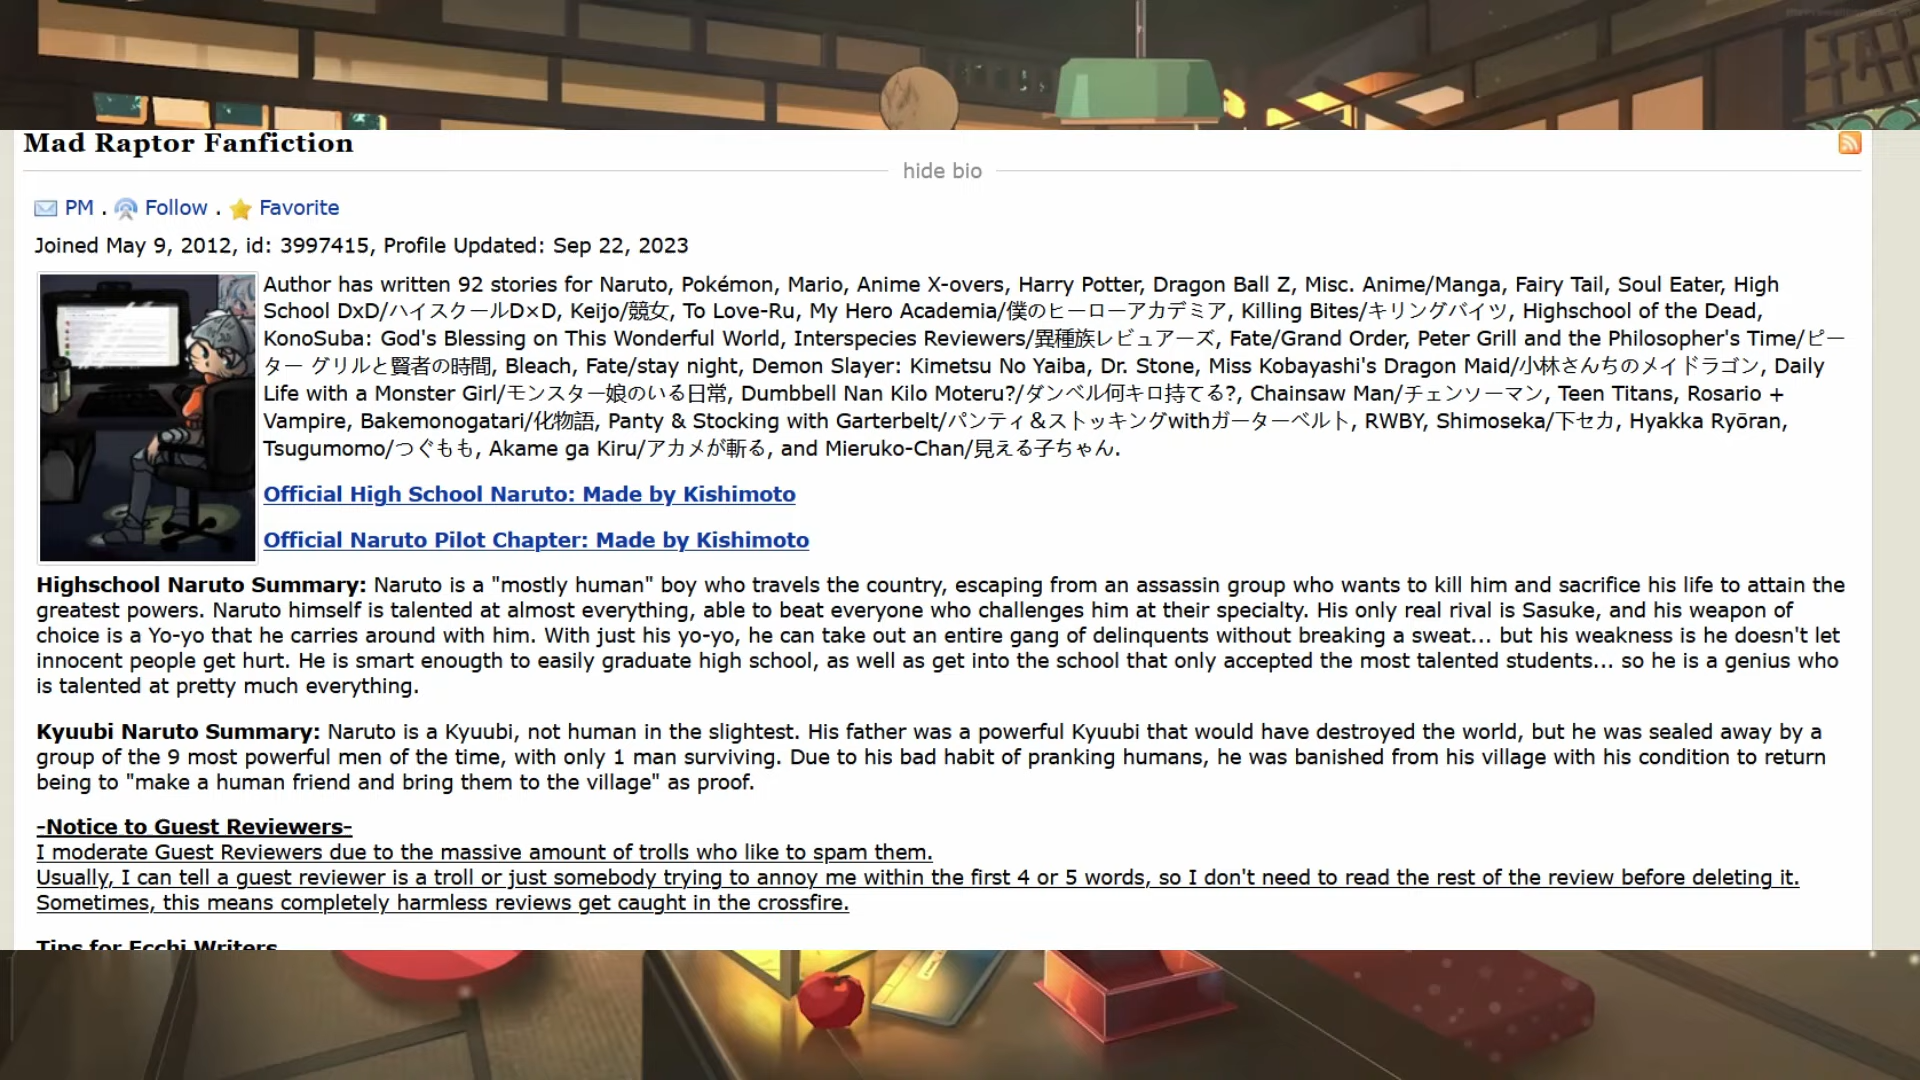 Mad Raptor Fanfiction
hide bio
PM . Follow . Favorite
Joined May 9, 2012, id: 3997415, Profile Updated: Sep 22, 2023
Author has written 92 stories for Naruto, Pokémon, Mario, Anime X-overs, Harry Potter, Dragon Ball Z, Misc. Anime/Manga, Fairy Tail, Soul Eater, High
School DxD/ハイスクールD×D, Keijo/競女, To Love-Ru, My Hero Academia/僕のヒーローアカデミア, Killing Bites/キリングバイツ, Highschool of the Dead,
KonoSuba: God's Blessing on This Wonderful World, Interspecies Reviewers/異種族レビュアーズ, Fate/Grand Order, Peter Grill and the Philosopher's Time/ピー
ター グリルと賢者の時間, Bleach, Fate/stay night, Demon Slayer: Kimetsu No Yaiba, Dr. Stone, Miss Kobayashi's Dragon Maid/小林さんちのメイドラゴン, Daily
Life with a Monster Girl/モンスター娘のいる日常, Dumbbell Nan Kilo Moteru?/ダンベル何キロ持てる?, Chainsaw Man/チェンソーマン, Teen Titans, Rosario +
Vampire, Bakemonogatari/化物語, Panty & Stocking with Garterbelt/パンティ＆ストッキングwithガーターベルト, RWBY, Shimoseka/下セカ, Hyakka Ryōran,
Tsugumomo/つぐもも, Akame ga Kiru/アカメが斬る, and Mieruko-Chan/見える子ちゃん.
Official High School Naruto: Made by Kishimoto
Official Naruto Pilot Chapter: Made by Kishimoto
Highschool Naruto Summary: Naruto is a "mostly human" boy who travels the country, escaping from an assassin group who wants to kill him and sacrifice his life to attain the
greatest powers. Naruto himself is talented at almost everything, able to beat everyone who challenges him at their specialty. His only real rival is Sasuke, and his weapon of
choice is a Yo-yo that he carries around with him. With just his yo-yo, he can take out an entire gang of delinquents without breaking a sweat... but his weakness is he doesn't let
innocent people get hurt. He is smart enougth to easily graduate high school, as well as get into the school that only accepted the most talented students... so he is a genius who
is talented at pretty much everything.
Kyuubi Naruto Summary: Naruto is a Kyuubi, not human in the slightest. His father was a powerful Kyuubi that would have destroyed the world, but he was sealed away by a
group of the 9 most powerful men of the time, with only 1 man surviving. Due to his bad habit of pranking humans, he was banished from his village with his condition to return
being to "make a human friend and bring them to the village" as proof.
-Notice to Guest Reviewers-
I moderate Guest Reviewers due to the massive amount of trolls who like to spam them.
Usually, I can tell a guest reviewer is a troll or just somebody trying to annoy me within the first 4 or 5 words, so I don't need to read the rest of the review before deleting it.
Sometimes, this means completely harmless reviews get caught in the crossfire.
Tips for Ecchi Writers